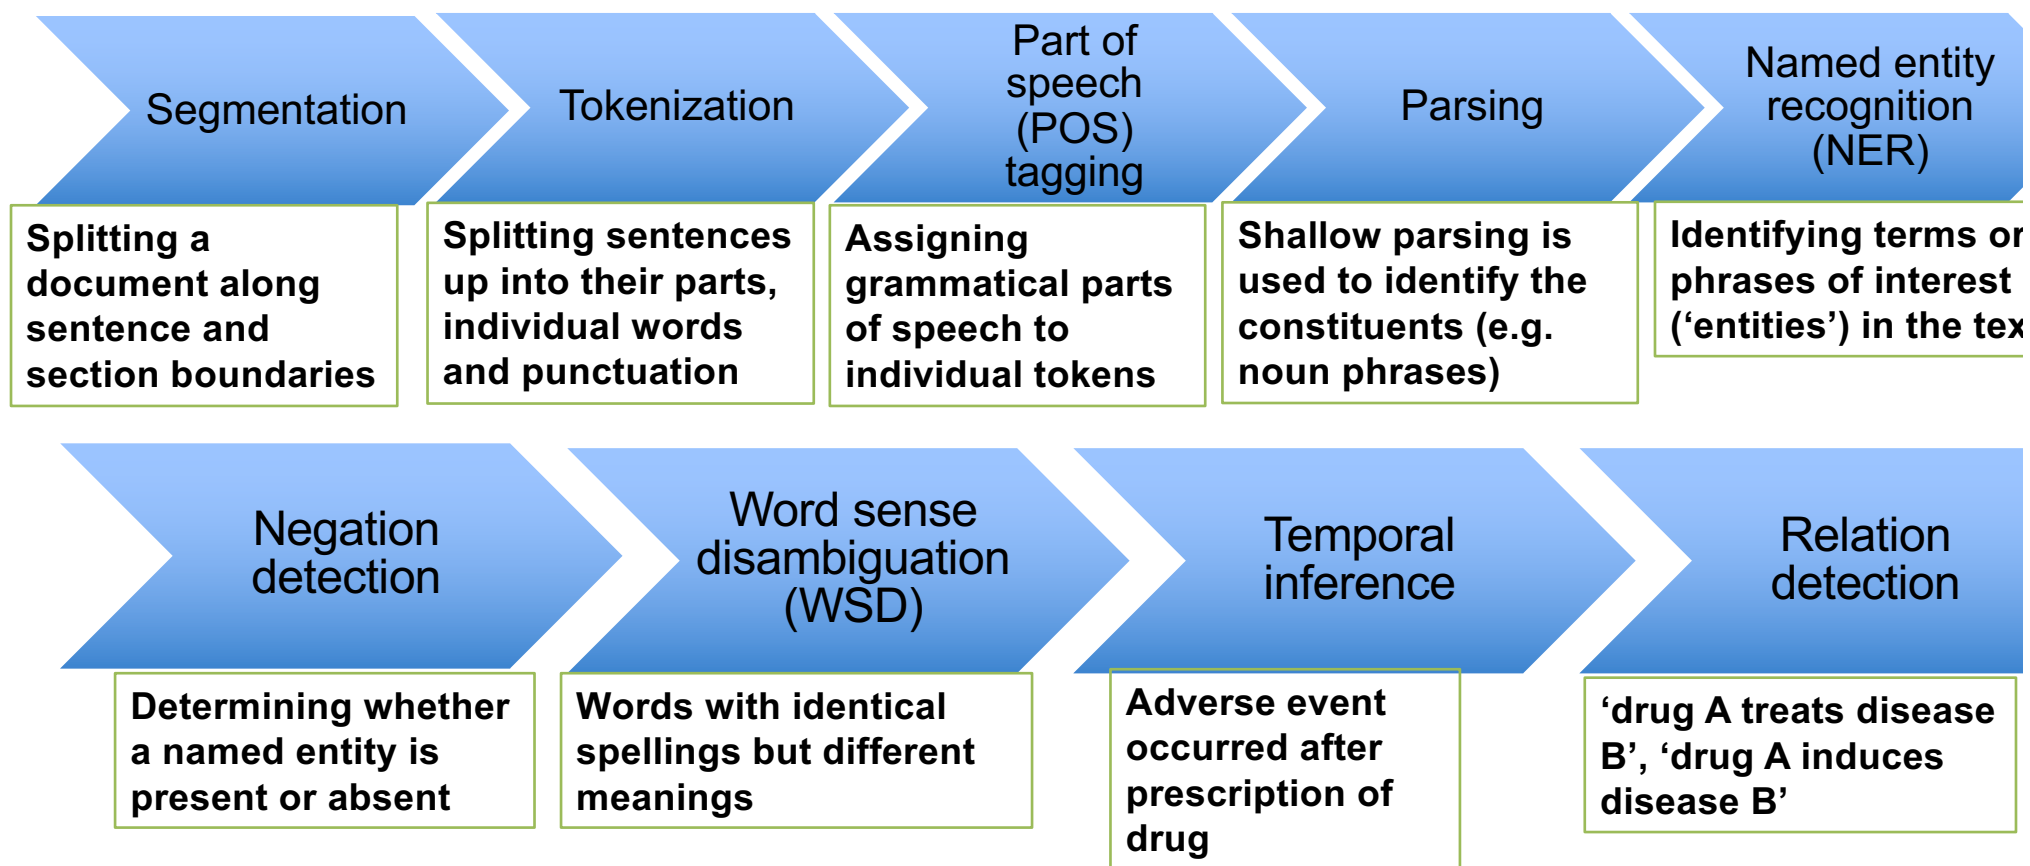 Segmentation
Tokenization
Part of
speech
(POS)
tagging
Parsing
Named entity
recognition
(NER)
Splitting a
document along
sentence and
section boundaries
Splitting sentences
up into their parts,
individual words
and punctuation
Assigning
grammatical parts
of speech to
individual tokens
Shallow parsing is
used to identify the
constituents (e.g.
noun phrases)
Identifying terms or
phrases of interest
(‘entities’) in the tex
Negation
detection
Word sense
disambiguation
(WSD)
Temporal
inference
Relation
detection
Determining whether
a named entity is
present or absent
Words with identical
spellings but different
meanings
Adverse event
occurred after
prescription of
drug
‘drug A treats disease
B’, ‘drug A induces
disease B’